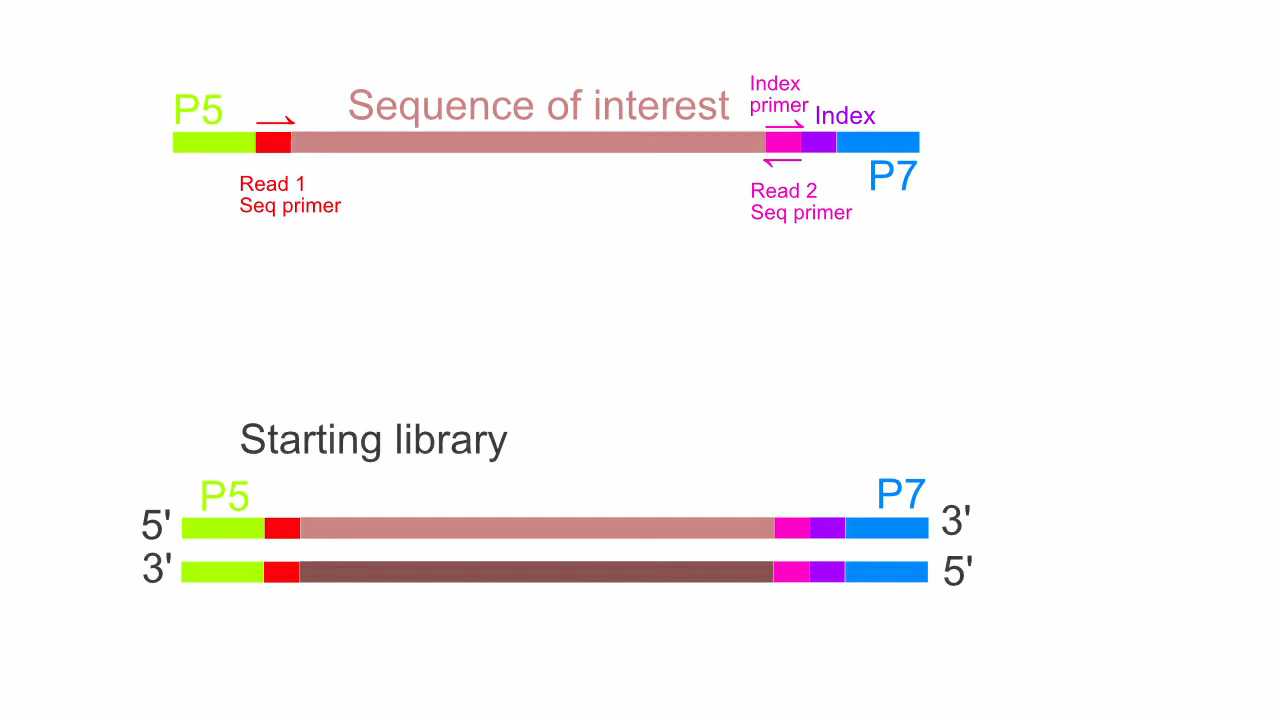 P5
Sequence of interest
Index
primer
Index
P7
Read 1
Seq primer
Read 2
Seq primer
Starting library
P5
P7
5'
3'
3'
5'